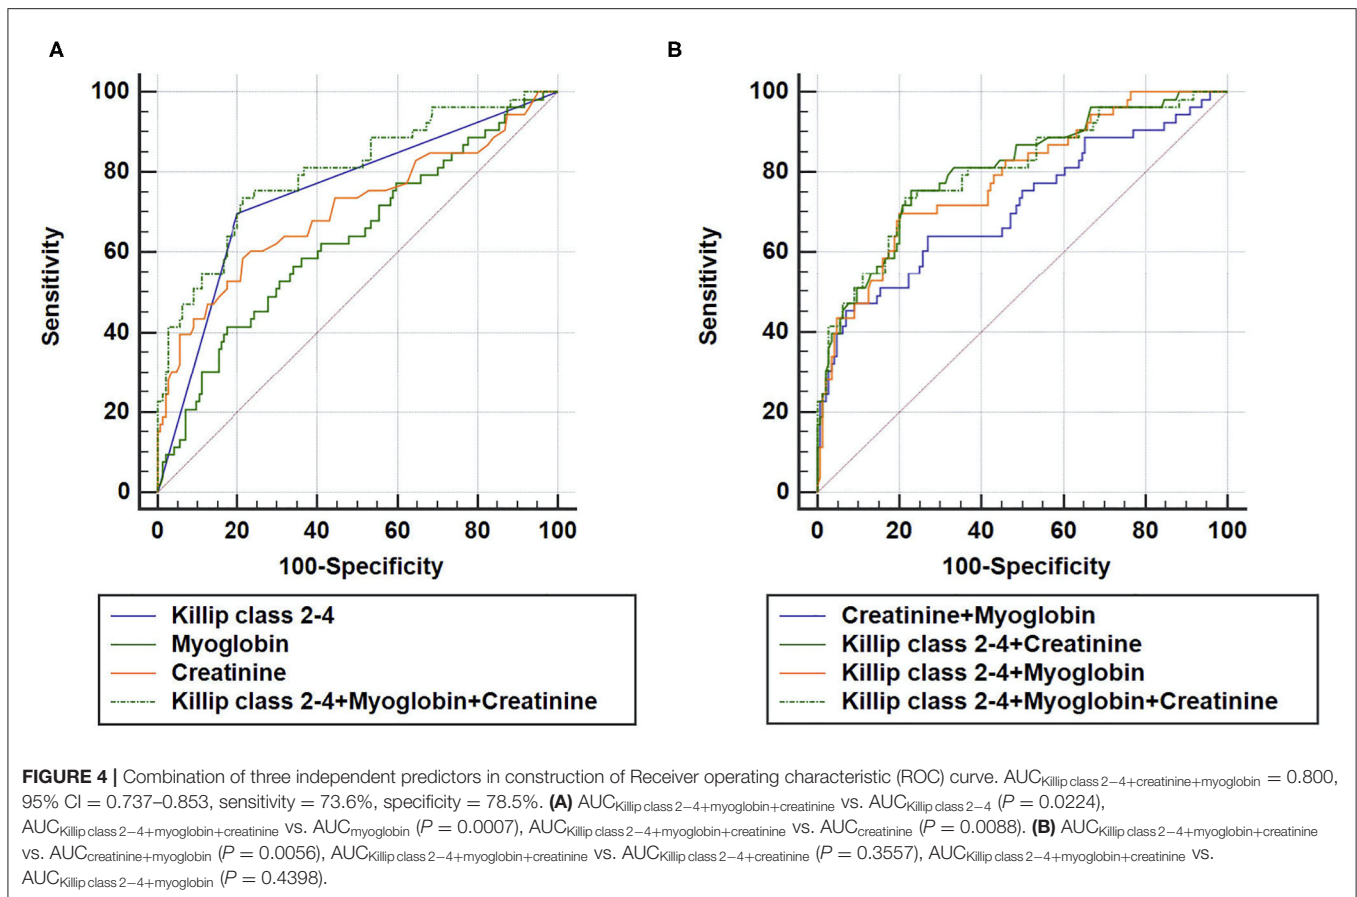 A
B
100
80
60
40
20
0
Sensitivity
0 20 40 60 80 100
100-Specificity
Killip class 2-4
Myoglobin
Creatinine
Killip class 2-4+Myoglobin+Creatinine
100
80
60
40
20
0
Sensitivity
0 20 40 60 80 100
100-Specificity
Creatinine+Myoglobin
Killip class 2-4+Creatinine
Killip class 2-4+Myoglobin
Killip class 2-4+Myoglobin+Creatinine
FIGURE 4 | Combination of three independent predictors in construction of Receiver operating characteristic (ROC) curve. AUCKillip class 2−4+creatinine+myoglobin = 0.800,
95% CI = 0.737–0.853, sensitivity = 73.6%, specificity = 78.5%. (A) AUCKillip class 2−4+myoglobin+creatinine vs. AUCKillip class 2−4 (P = 0.0224),
AUCKillip class 2−4+myoglobin+creatinine vs. AUCmyoglobin (P = 0.0007), AUCKillip class 2−4+myoglobin+creatinine vs. AUCcreatinine (P = 0.0088). (B) AUCKillip class 2−4+myoglobin+creatinine
vs. AUCcreatinine+myoglobin (P = 0.0056), AUCKillip class 2−4+myoglobin+creatinine vs. AUCKillip class 2−4+creatinine (P = 0.3557), AUCKillip class 2−4+myoglobin+creatinine vs.
AUCKillip class 2−4+myoglobin (P = 0.4398).